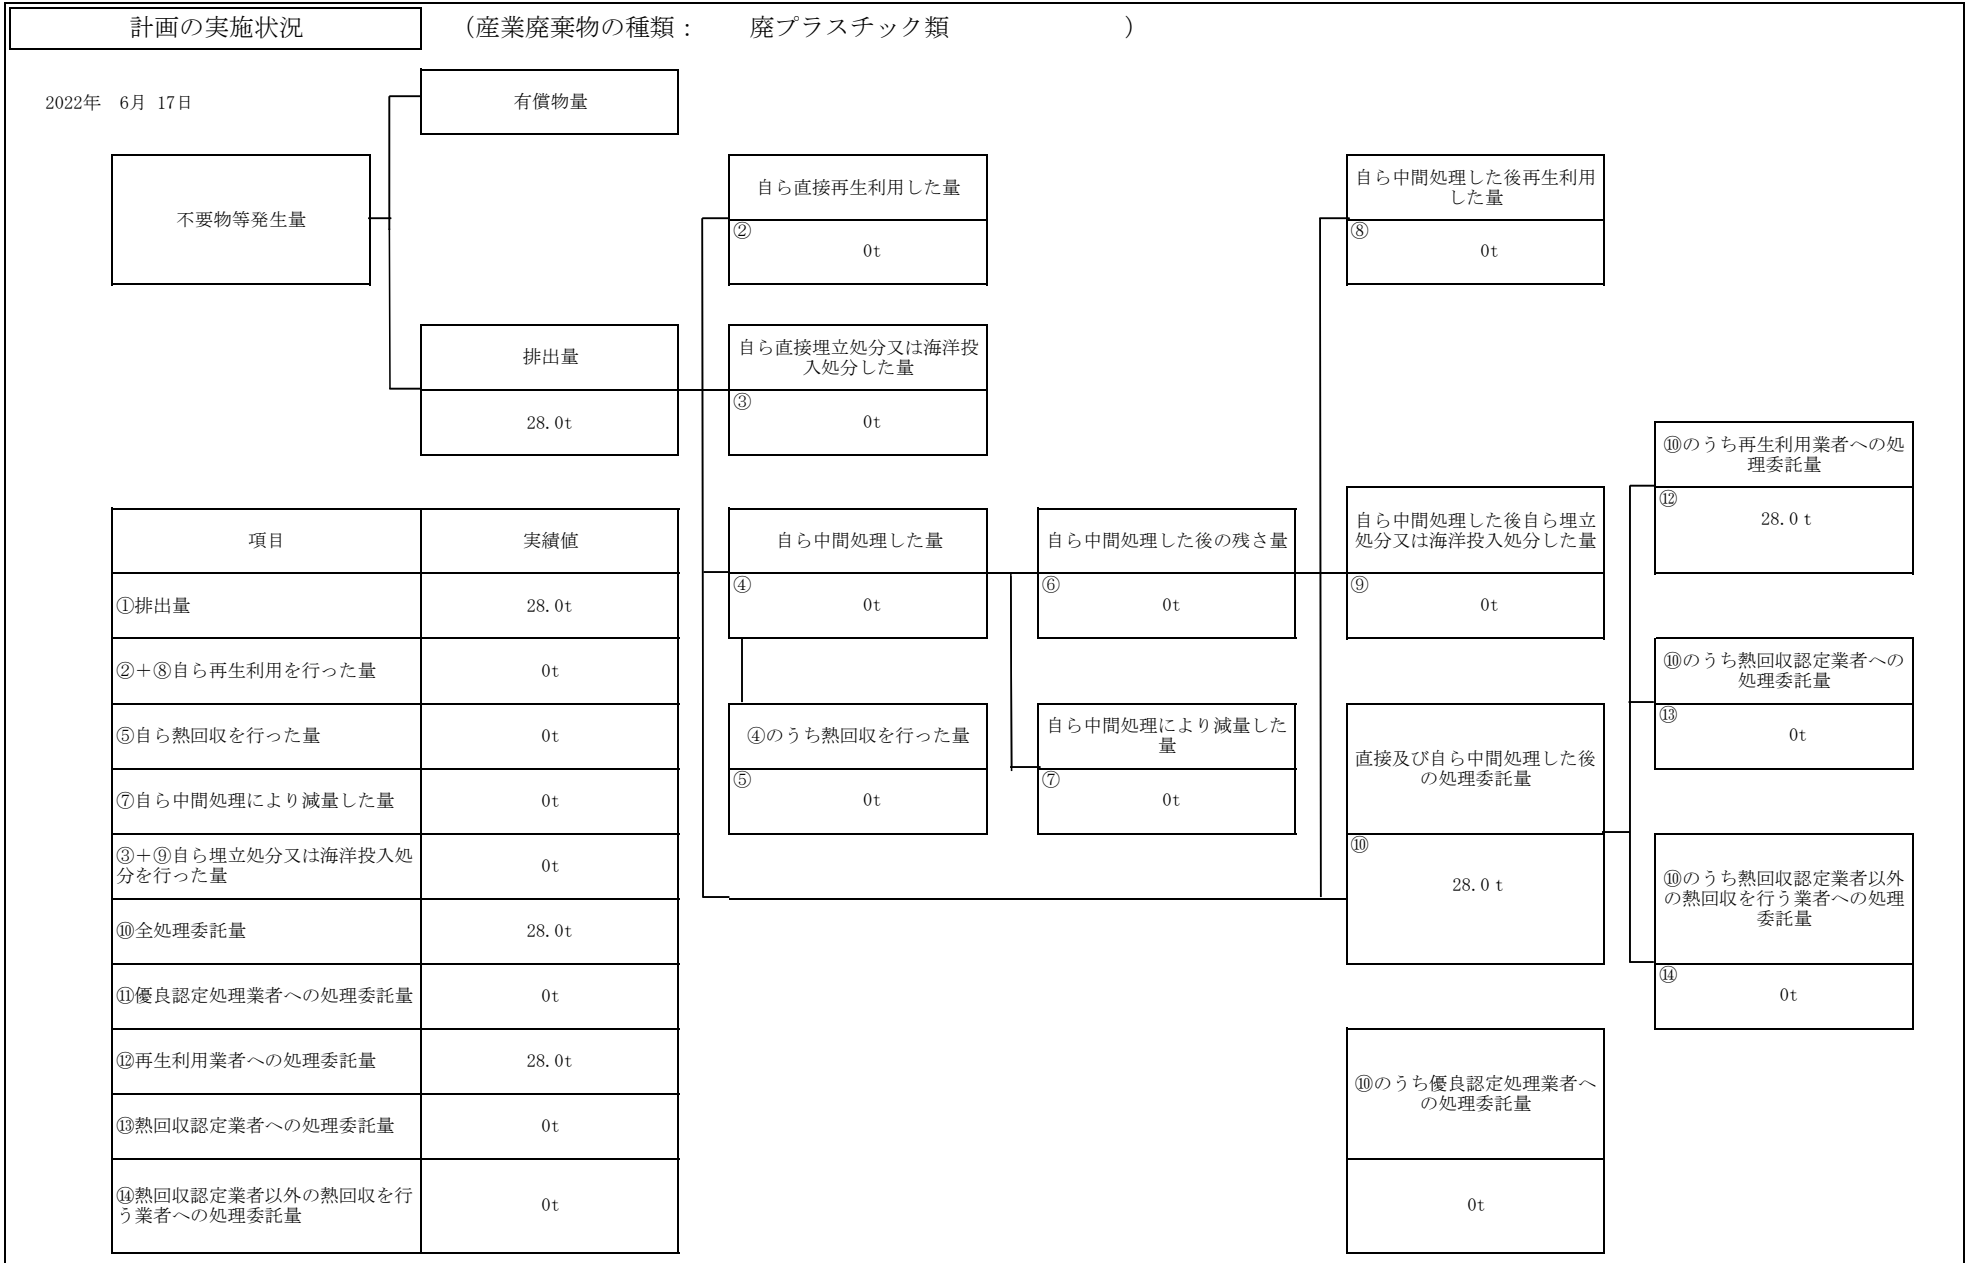 計画の実施状況 （産業廃棄物の種類： 廃プラスチック類 ）
2022年 6月 17日
有償物量
不要物等発生量
自ら直接再生利用した量
②
0t
自ら中間処理した後再生利用
した量
⑧
0t
排出量
28.0t
自ら直接埋立処分又は海洋投
入処分した量
③
0t
⑩のうち再生利用業者への処
理委託量
⑫
28.0ｔ
自ら中間処理した量
④
0t
自ら中間処理した後の残さ量
⑥
0t
自ら中間処理した後自ら埋立
処分又は海洋投入処分した量
⑨
0t
⑩のうち熱回収認定業者への
処理委託量
⑬
0t
④のうち熱回収を行った量
⑤
0t
自ら中間処理により減量した
量
⑦
0t
直接及び自ら中間処理した後
の処理委託量
⑩
28.0ｔ
⑩のうち熱回収認定業者以外
の熱回収を行う業者への処理
委託量
⑭
0t
⑩のうち優良認定処理業者へ
の処理委託量
0t
項目 実績値
①排出量 28.0t
②＋⑧自ら再生利用を行った量 0t
⑤自ら熱回収を行った量 0t
⑦自ら中間処理により減量した量 0t
③＋⑨自ら埋立処分又は海洋投入処
分を行った量 0t
⑩全処理委託量 28.0t
⑪優良認定処理業者への処理委託量 0t
⑫再生利用業者への処理委託量 28.0t
⑬熱回収認定業者への処理委託量 0t
⑭熱回収認定業者以外の熱回収を行
う業者への処理委託量 0t